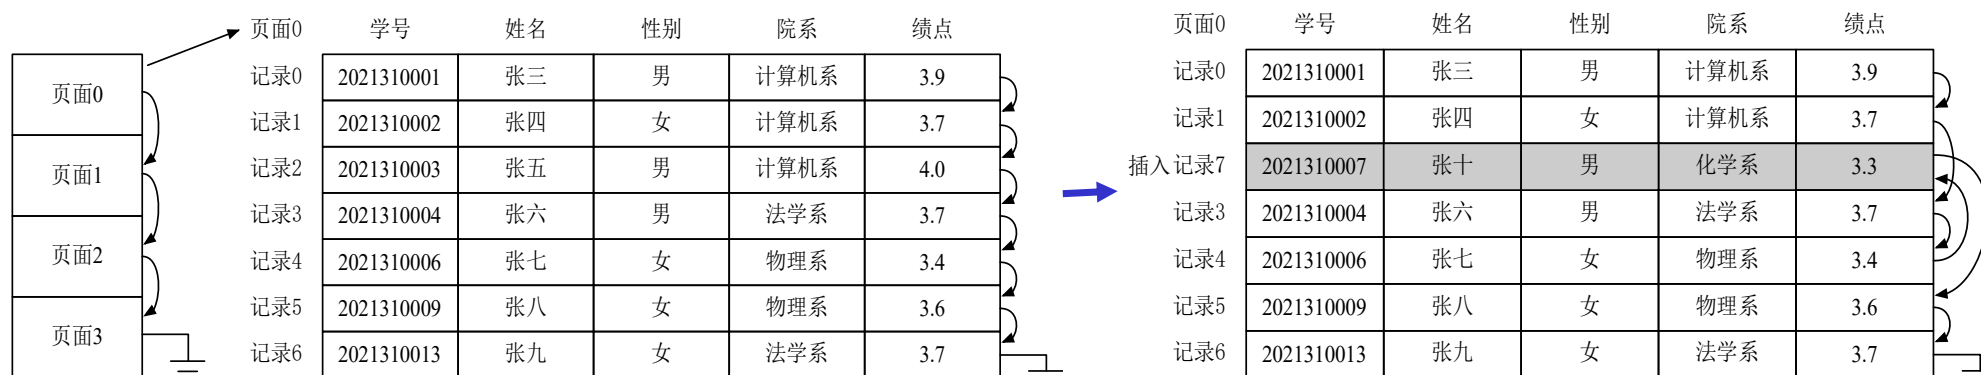 页面0
页面1
页面2
页面3
页面0 学号 姓名 性别 院系 绩点
记录0 2021310001 张三 男 计算机系 3.9
记录1 2021310002 张四 女 计算机系 3.7
记录2 2021310003 张五 男 计算机系 4.0
记录3 2021310004 张六 男 法学系 3.7
记录4 2021310006 张七 女 物理系 3.4
记录5 2021310009 张八 女 物理系 3.6
记录6 2021310013 张九 女 法学系 3.7
页面0 学号 姓名 性别 院系 绩点
记录0 2021310001 张三 男 计算机系 3.9
记录1 2021310002 张四 女 计算机系 3.7
插入记录7 2021310007 张十 男 化学系 3.3
记录3 2021310004 张六 男 法学系 3.7
记录4 2021310006 张七 女 物理系 3.4
记录5 2021310009 张八 女 物理系 3.6
记录6 2021310013 张九 女 法学系 3.7